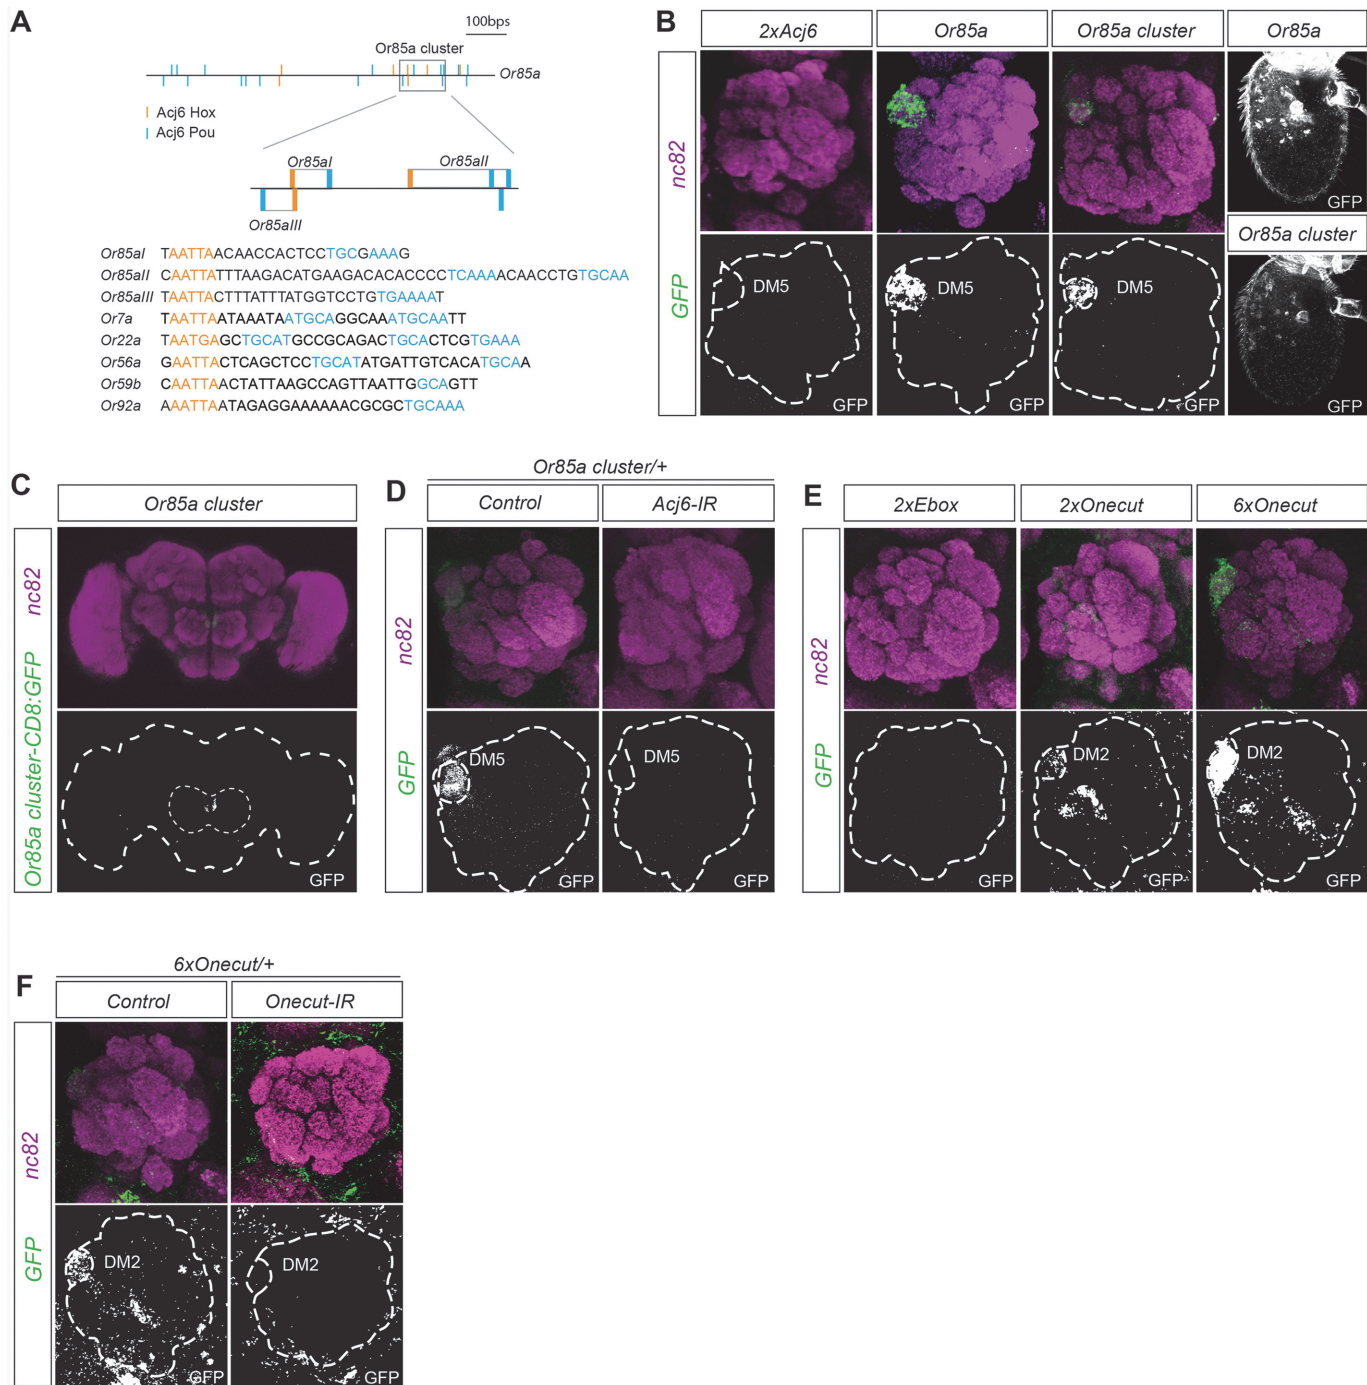 A
100bps
Or85a cluster
Or85a
Acj6 Hox
Acj6 Pou
Or85aI
Or85aII
Or85aIII
Or85aI TAATTAACAACCACTCCTGCGAAAG
Or85aII CAATTATTTAAGACATGAAGACACACCCCTCAAAACAACCTGTGCAA
Or85aIII TAATTACTTTATTTATGGTCCTGTGAAAAT
Or7a TAATTAATAAATAATGCAGGCAAATGCAATT
Or22a TAATGAGCTGCATGCCGCAGACTGCACTCGTGAAA
Or56a GAATTACTCAGCTCCTGCATATGATTGTCACATGCAA
Or59b CAATTAACTATTAAGCCAGTTAATTGGCAGTT
Or92a AAATTAATAGAGGAAAAAACGCGCTGCAAA
B
2xAcj6
Or85a
Or85a cluster
Or85a
nc82
GFP
Or85a cluster
GFP
DM5
GFP
DM5
GFP
DM5
GFP
GFP
C
Or85a cluster
Or85a cluster-CD8:GFP nc82
GFP
D
Or85a cluster/+
Control
Acj6-IR
nc82
GFP
DM5
GFP
DM5
GFP
E
2xEbox
2xOnecut
6xOnecut
nc82
GFP
GFP
DM2
GFP
DM2
GFP
F
6xOnecut/+
Control
Onecut-IR
nc82
GFP
DM2
GFP
DM2
GFP